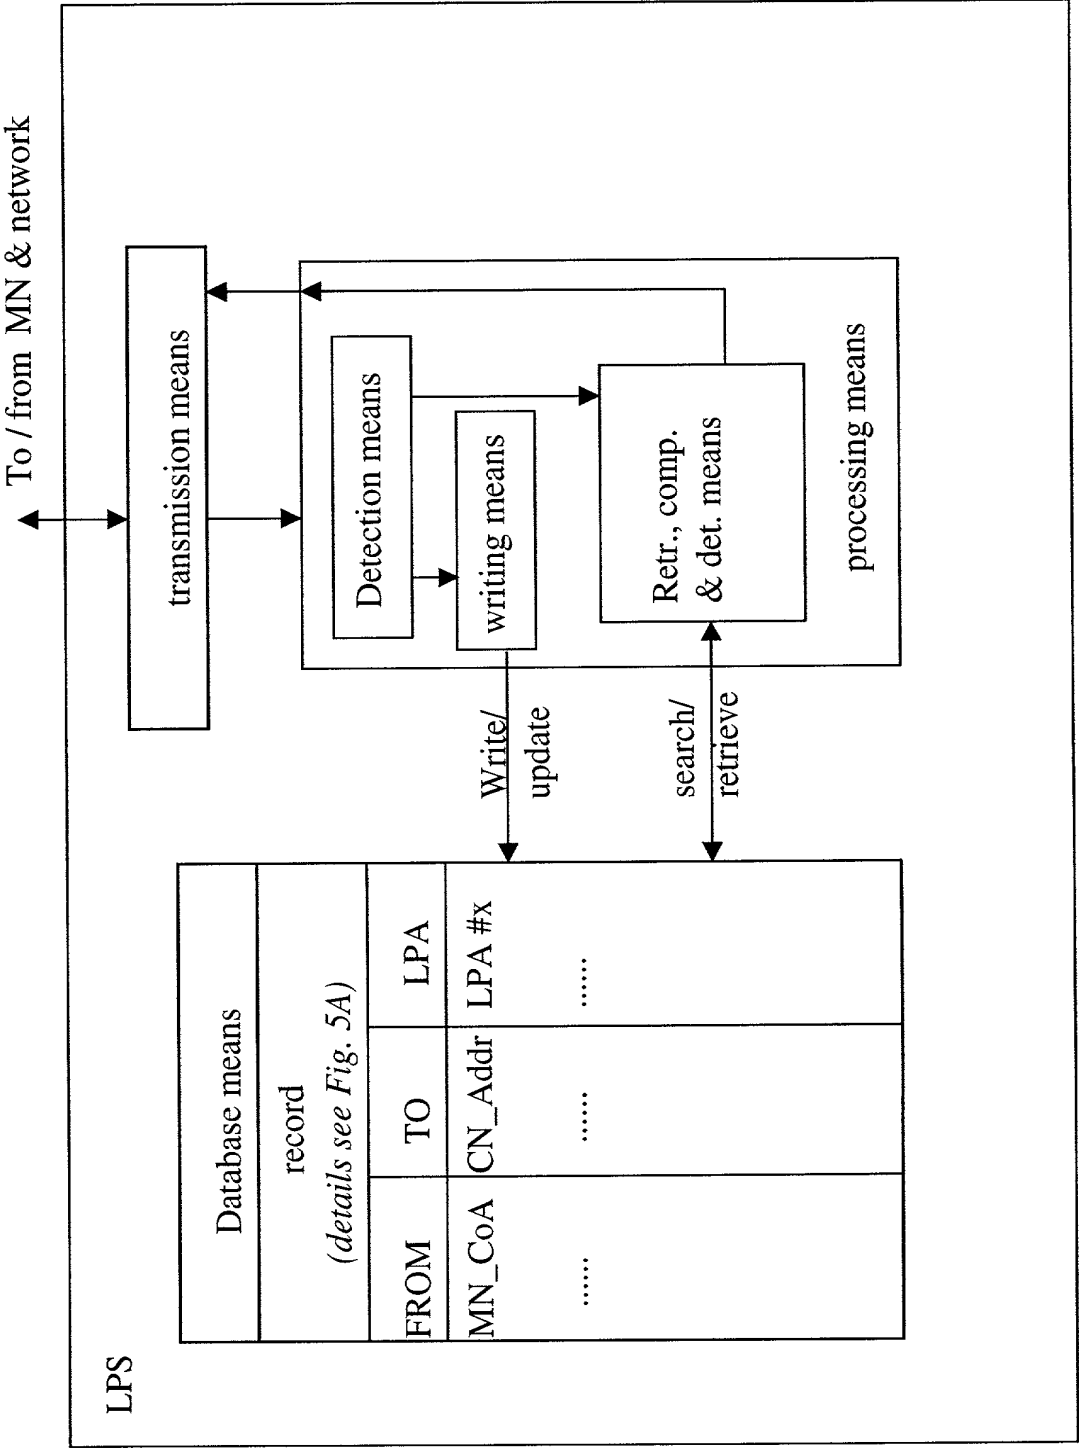 To / from MN & network
LPS
transmission means
Database means
record
(details see Fig. 5A)
FROM TO LPA
MN_CoA CN_Addr LPA #x
...... ...... ......
Write/
update
search/
retrieve
Detection means
writing means
Retr., comp.
& det. means
processing means